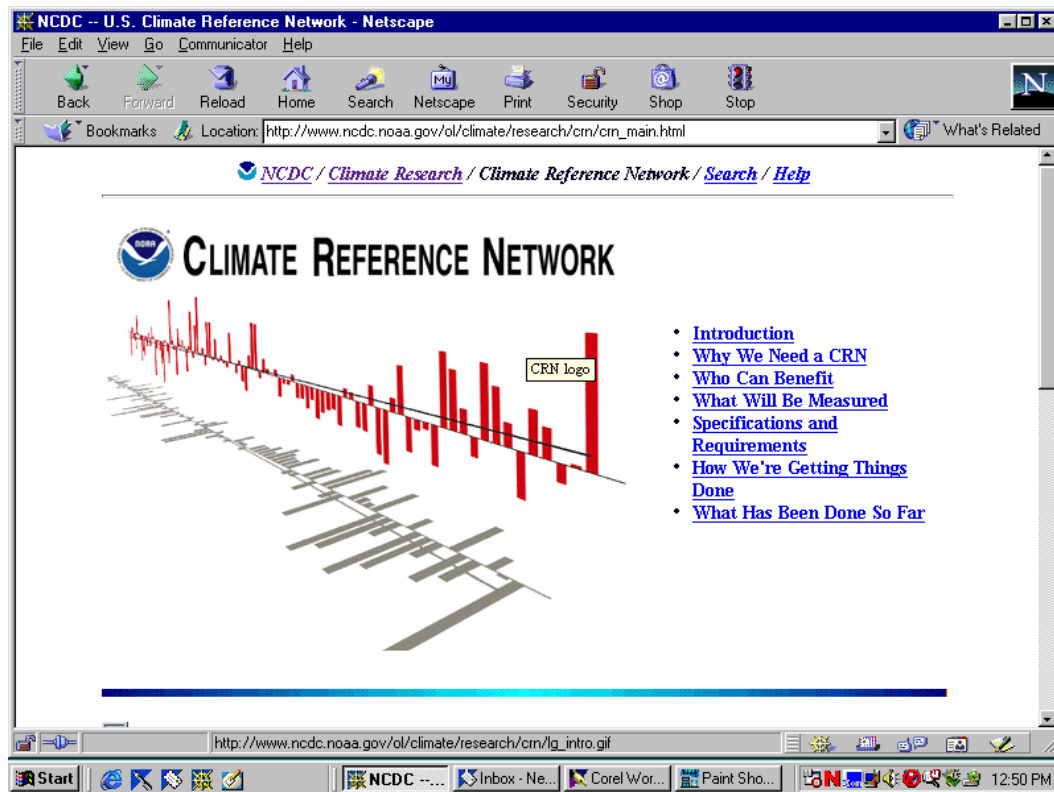 NCDC -- U.S. Climate Reference Network - Netscape
File Edit View Go Communicator Help
My
N
Back Forward Reload Home Search Netscape Print Security Shop Stop
Bookmarks Location: http://www.ncdc.noaa.gov/ol/climate/research/crn/crn_main.html What's Related
NCDC / Climate Research / Climate Reference Network / Search / Help
NOAA
CLIMATE REFERENCE NETWORK
CRN logo
• Introduction
• Why We Need a CRN
• Who Can Benefit
• What Will Be Measured
• Specifications and
Requirements
• How We're Getting Things
Done
• What Has Been Done So Far
http://www.ncdc.noaa.gov/ol/climate/research/crn/lg_intro.gif
Start NCDC --... Inbox - Ne... Corel Wor... Paint Sho... N 12:50 PM